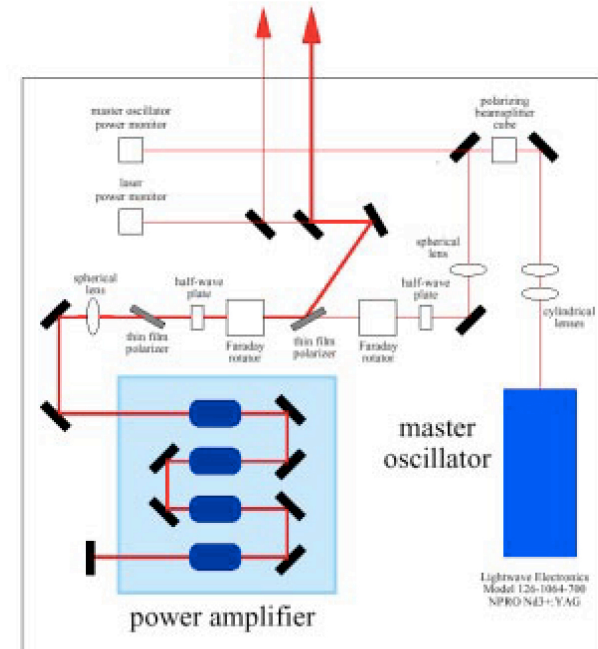 master oscillator
power monitor
polarizing
beamsplitter
cube
laser
power monitor
spherical
lens
spherical
lens
half-wave
plate
half-wave
plate
cylindrical
lenses
thin film
polarizer
Faraday
rotator
thin film
polarizer
Faraday
rotator
master
oscillator
Lightwave Electronics
Model 126-1064-700
NPRO Nd3+:YAG
power amplifier